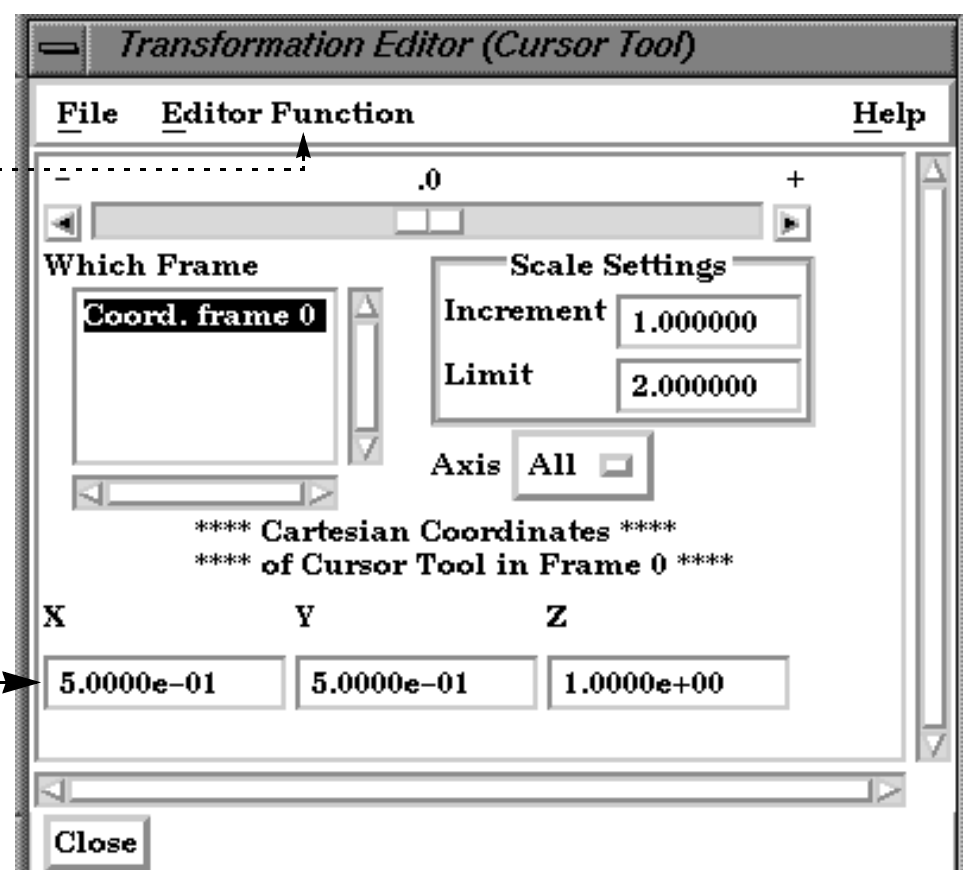 Transformation Editor (Cursor Tool)
File Editor Function Help
− .0 +
Which Frame
Scale Settings
Coord. frame 0
Increment 1.000000
Limit 2.000000
Axis All
**** Cartesian Coordinates ****
**** of Cursor Tool in Frame 0 ****
X Y Z
5.0000e−01 5.0000e−01 1.0000e+00
Close